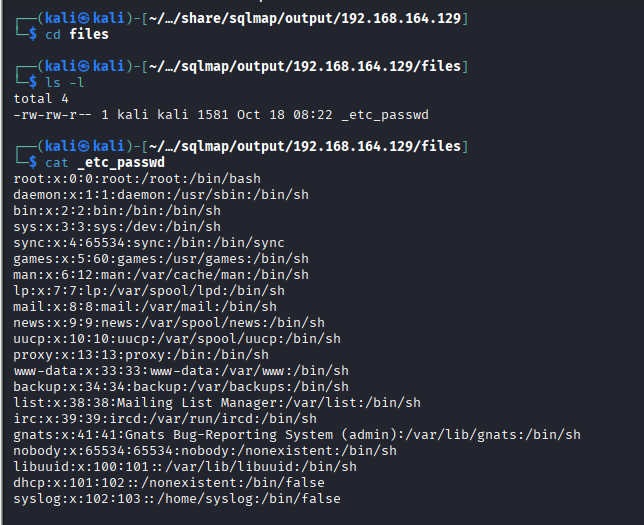 ┌──(kali㉿kali)-[~/…/share/sqlmap/output/192.168.164.129]
└─$ cd files
┌──(kali㉿kali)-[~/…/sqlmap/output/192.168.164.129/files]
└─$ ls -l
total 4
-rw-rw-r-- 1 kali kali 1581 Oct 18 08:22 _etc_passwd
┌──(kali㉿kali)-[~/…/sqlmap/output/192.168.164.129/files]
└─$ cat _etc_passwd
root:x:0:0:root:/root:/bin/bash
daemon:x:1:1:daemon:/usr/sbin:/bin/sh
bin:x:2:2:bin:/bin:/bin/sh
sys:x:3:3:sys:/dev:/bin/sh
sync:x:4:65534:sync:/bin:/bin/sync
games:x:5:60:games:/usr/games:/bin/sh
man:x:6:12:man:/var/cache/man:/bin/sh
lp:x:7:7:lp:/var/spool/lpd:/bin/sh
mail:x:8:8:mail:/var/mail:/bin/sh
news:x:9:9:news:/var/spool/news:/bin/sh
uucp:x:10:10:uucp:/var/spool/uucp:/bin/sh
proxy:x:13:13:proxy:/bin:/bin/sh
www-data:x:33:33:www-data:/var/www:/bin/sh
backup:x:34:34:backup:/var/backups:/bin/sh
list:x:38:38:Mailing List Manager:/var/list:/bin/sh
irc:x:39:39:ircd:/var/run/ircd:/bin/sh
gnats:x:41:41:Gnats Bug-Reporting System (admin):/var/lib/gnats:/bin/sh
nobody:x:65534:65534:nobody:/nonexistent:/bin/sh
libuuid:x:100:101::/var/lib/libuuid:/bin/sh
dhcp:x:101:102::/nonexistent:/bin/false
syslog:x:102:103::/home/syslog:/bin/false